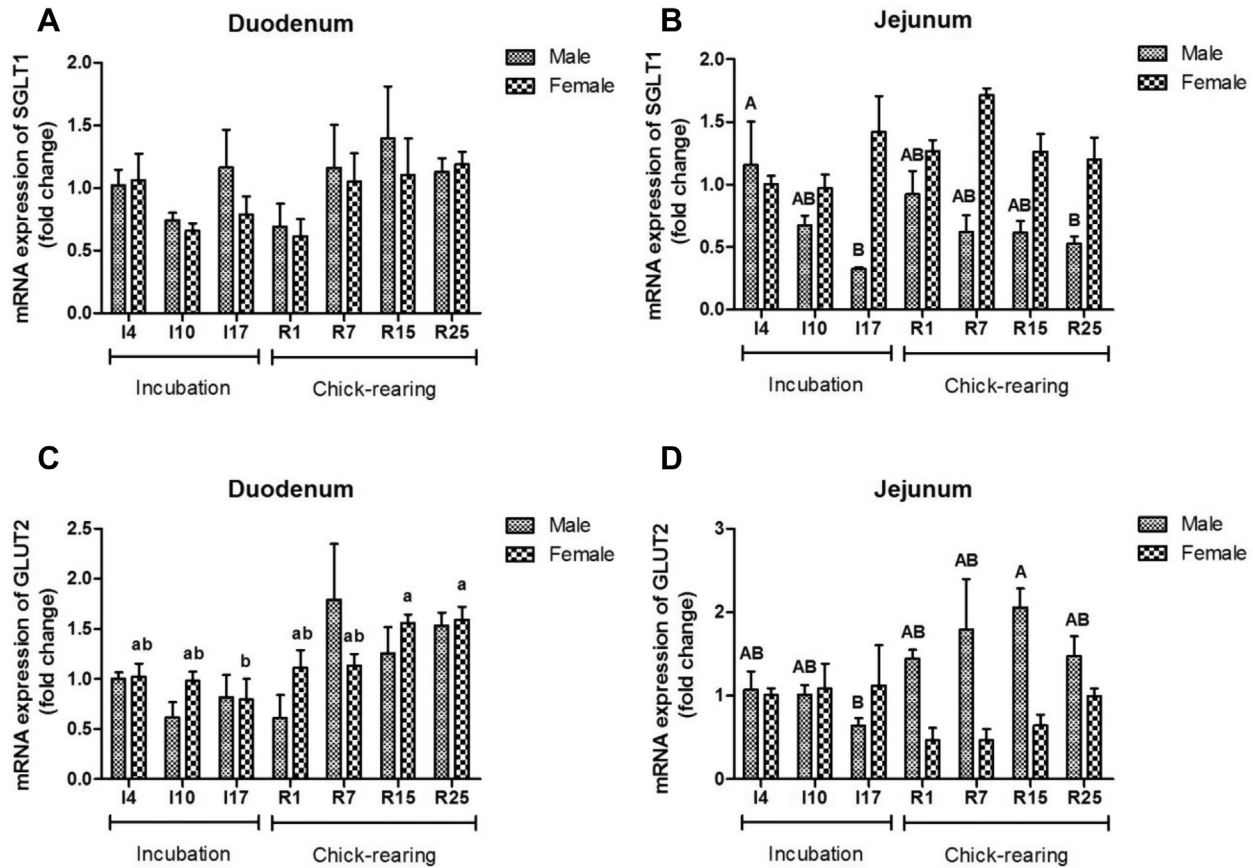 A
Duodenum
Male
Female
mRNA expression of SGLT1
(fold change)
2.0
1.5
1.0
0.5
0.0
I4 I10 I17 R1 R7 R15 R25
Incubation Chick-rearing
B
Jejunum
Male
Female
mRNA expression of SGLT1
(fold change)
2.0
1.5
1.0
0.5
0.0
A AB B AB AB AB B
I4 I10 I17 R1 R7 R15 R25
Incubation Chick-rearing
C
Duodenum
Male
Female
mRNA expression of GLUT2
(fold change)
2.5
2.0
1.5
1.0
0.5
0.0
ab ab b ab ab a a
I4 I10 I17 R1 R7 R15 R25
Incubation Chick-rearing
D
Jejunum
Male
Female
mRNA expression of GLUT2
(fold change)
3
2
1
0
AB AB B AB AB A AB
I4 I10 I17 R1 R7 R15 R25
Incubation Chick-rearing